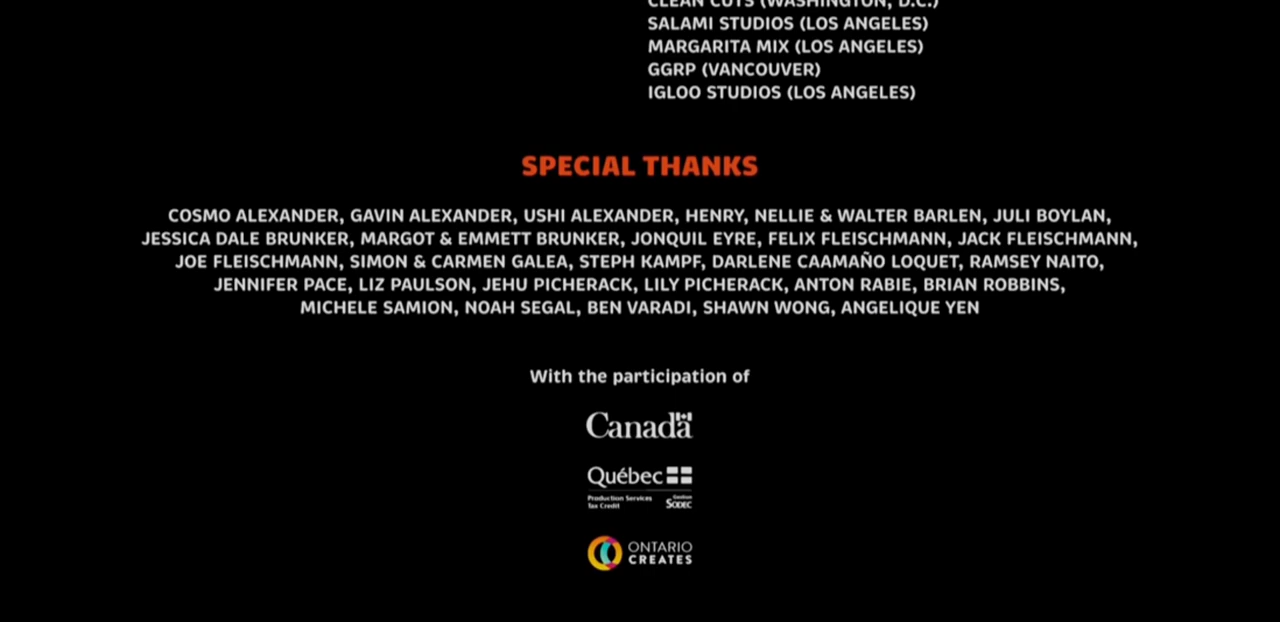 CLEAN CUTS (WASHINGTON, D.C.)
SALAMI STUDIOS (LOS ANGELES)
MARGARITA MIX (LOS ANGELES)
GGRP (VANCOUVER)
IGLOO STUDIOS (LOS ANGELES)
SPECIAL THANKS
COSMO ALEXANDER, GAVIN ALEXANDER, USHI ALEXANDER, HENRY, NELLIE & WALTER BARLEN, JULI BOYLAN,
JESSICA DALE BRUNKER, MARGOT & EMMETT BRUNKER, JONQUIL EYRE, FELIX FLEISCHMANN, JACK FLEISCHMANN,
JOE FLEISCHMANN, SIMON & CARMEN GALEA, STEPH KAMPF, DARLENE CAAMAÑO LOQUET, RAMSEY NAITO,
JENNIFER PACE, LIZ PAULSON, JEHU PICHERACK, LILY PICHERACK, ANTON RABIE, BRIAN ROBBINS,
MICHELE SAMION, NOAH SEGAL, BEN VARADI, SHAWN WONG, ANGELIQUE YEN
With the participation of
Canada
Québec
Production Services
Tax Credit
Gestion
SODEC
ONTARIO
CREATES